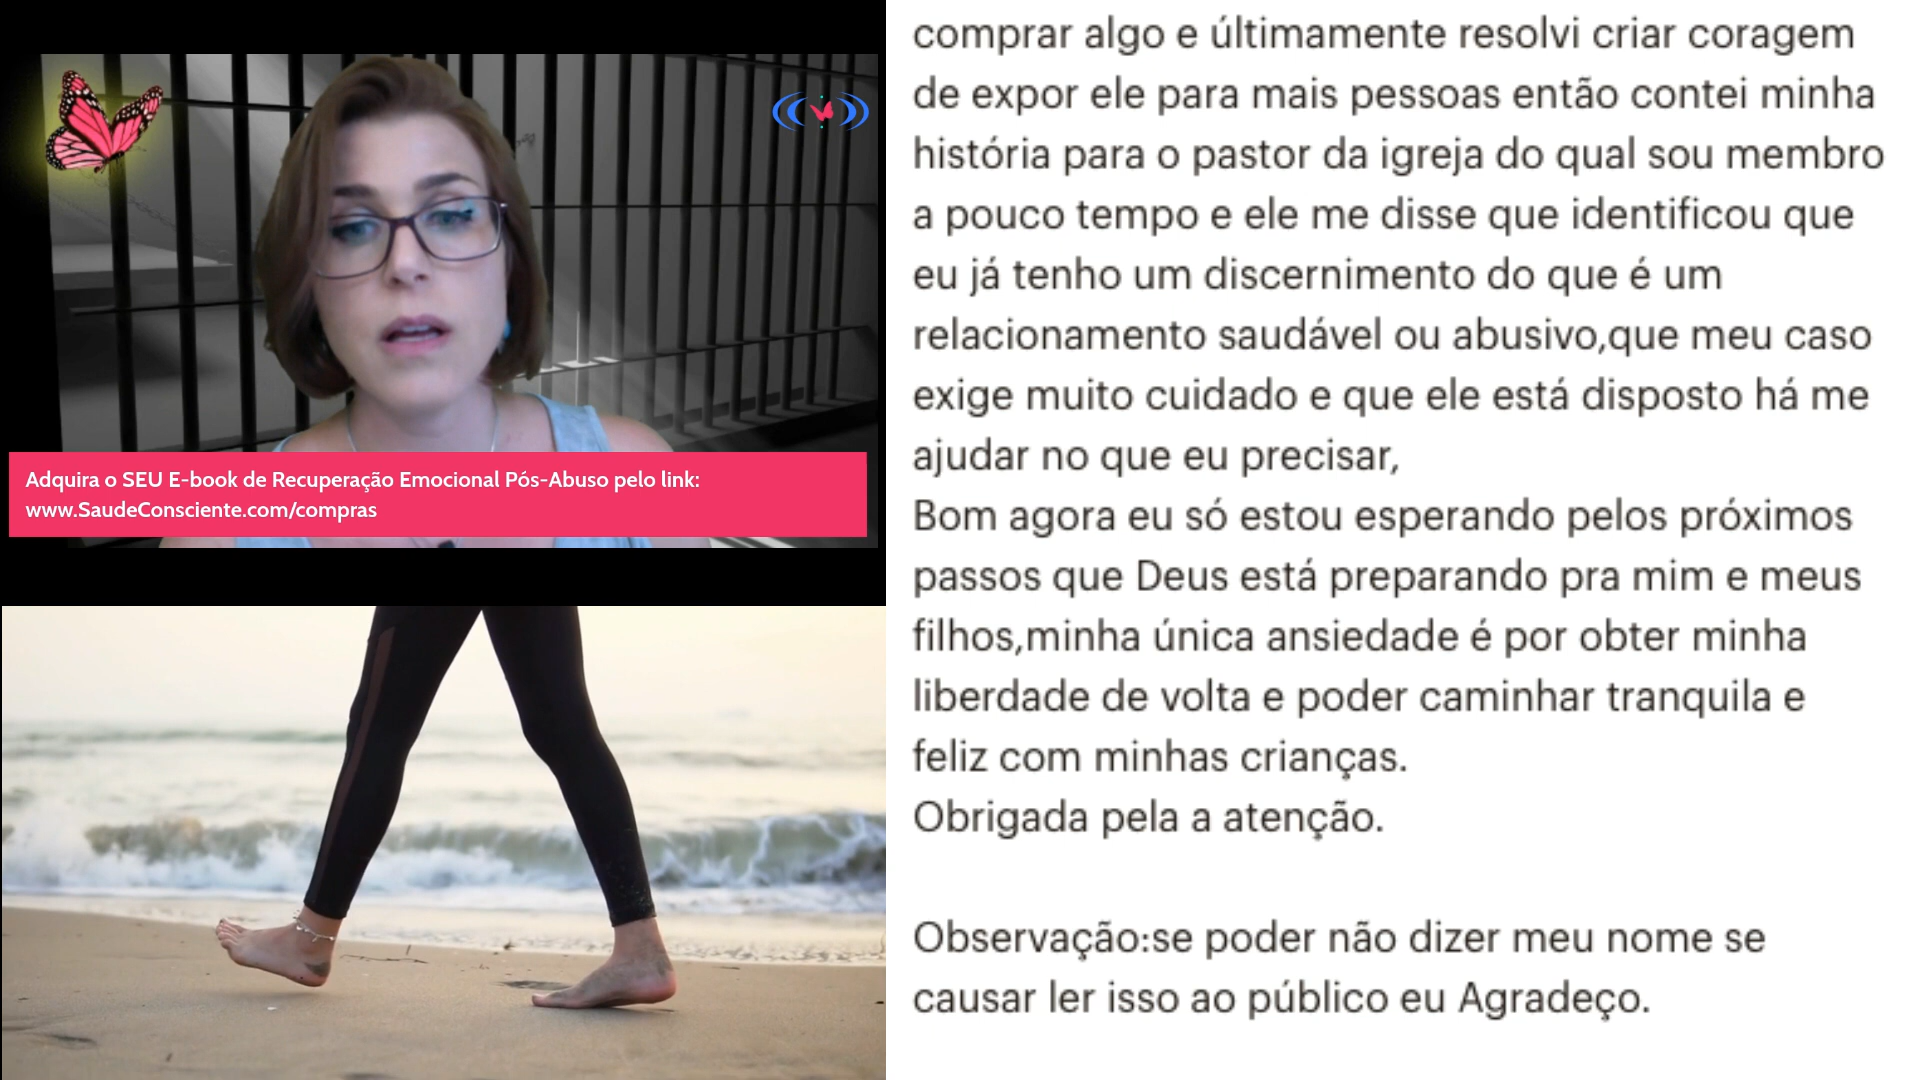 Adquira o SEU E-book de Recuperação Emocional Pós-Abuso pelo link:
www.SaudeConsciente.com/compras
comprar algo e últimamente resolvi criar coragem
de expor ele para mais pessoas então contei minha
história para o pastor da igreja do qual sou membro
a pouco tempo e ele me disse que identificou que
eu já tenho um discernimento do que é um
relacionamento saudável ou abusivo,que meu caso
exige muito cuidado e que ele está disposto há me
ajudar no que eu precisar,
Bom agora eu só estou esperando pelos próximos
passos que Deus está preparando pra mim e meus
filhos,minha única ansiedade é por obter minha
liberdade de volta e poder caminhar tranquila e
feliz com minhas crianças.
Obrigada pela a atenção.
Observação:se poder não dizer meu nome se
causar ler isso ao público eu Agradeço.